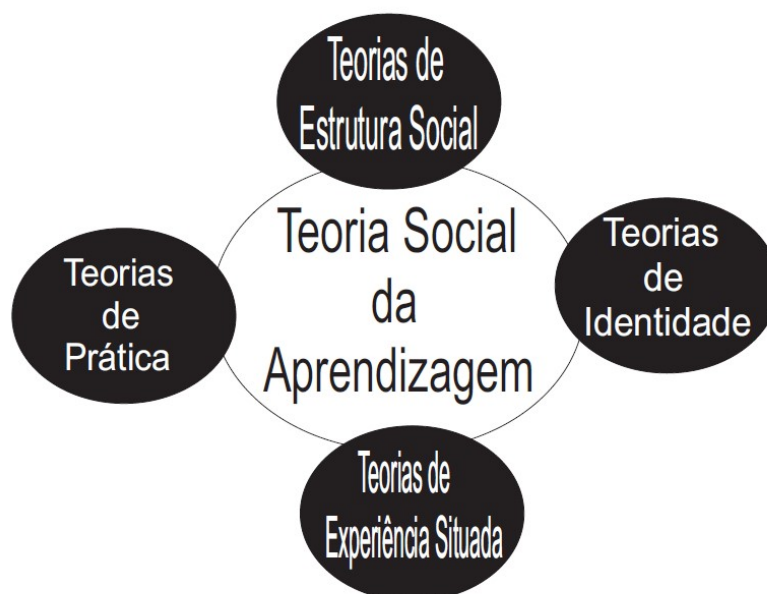 Teorias de
Estrutura Social
Teoria Social
da
Aprendizagem
Teorias
de
Prática
Teorias
de
Identidade
Teorias de
Experiência Situada